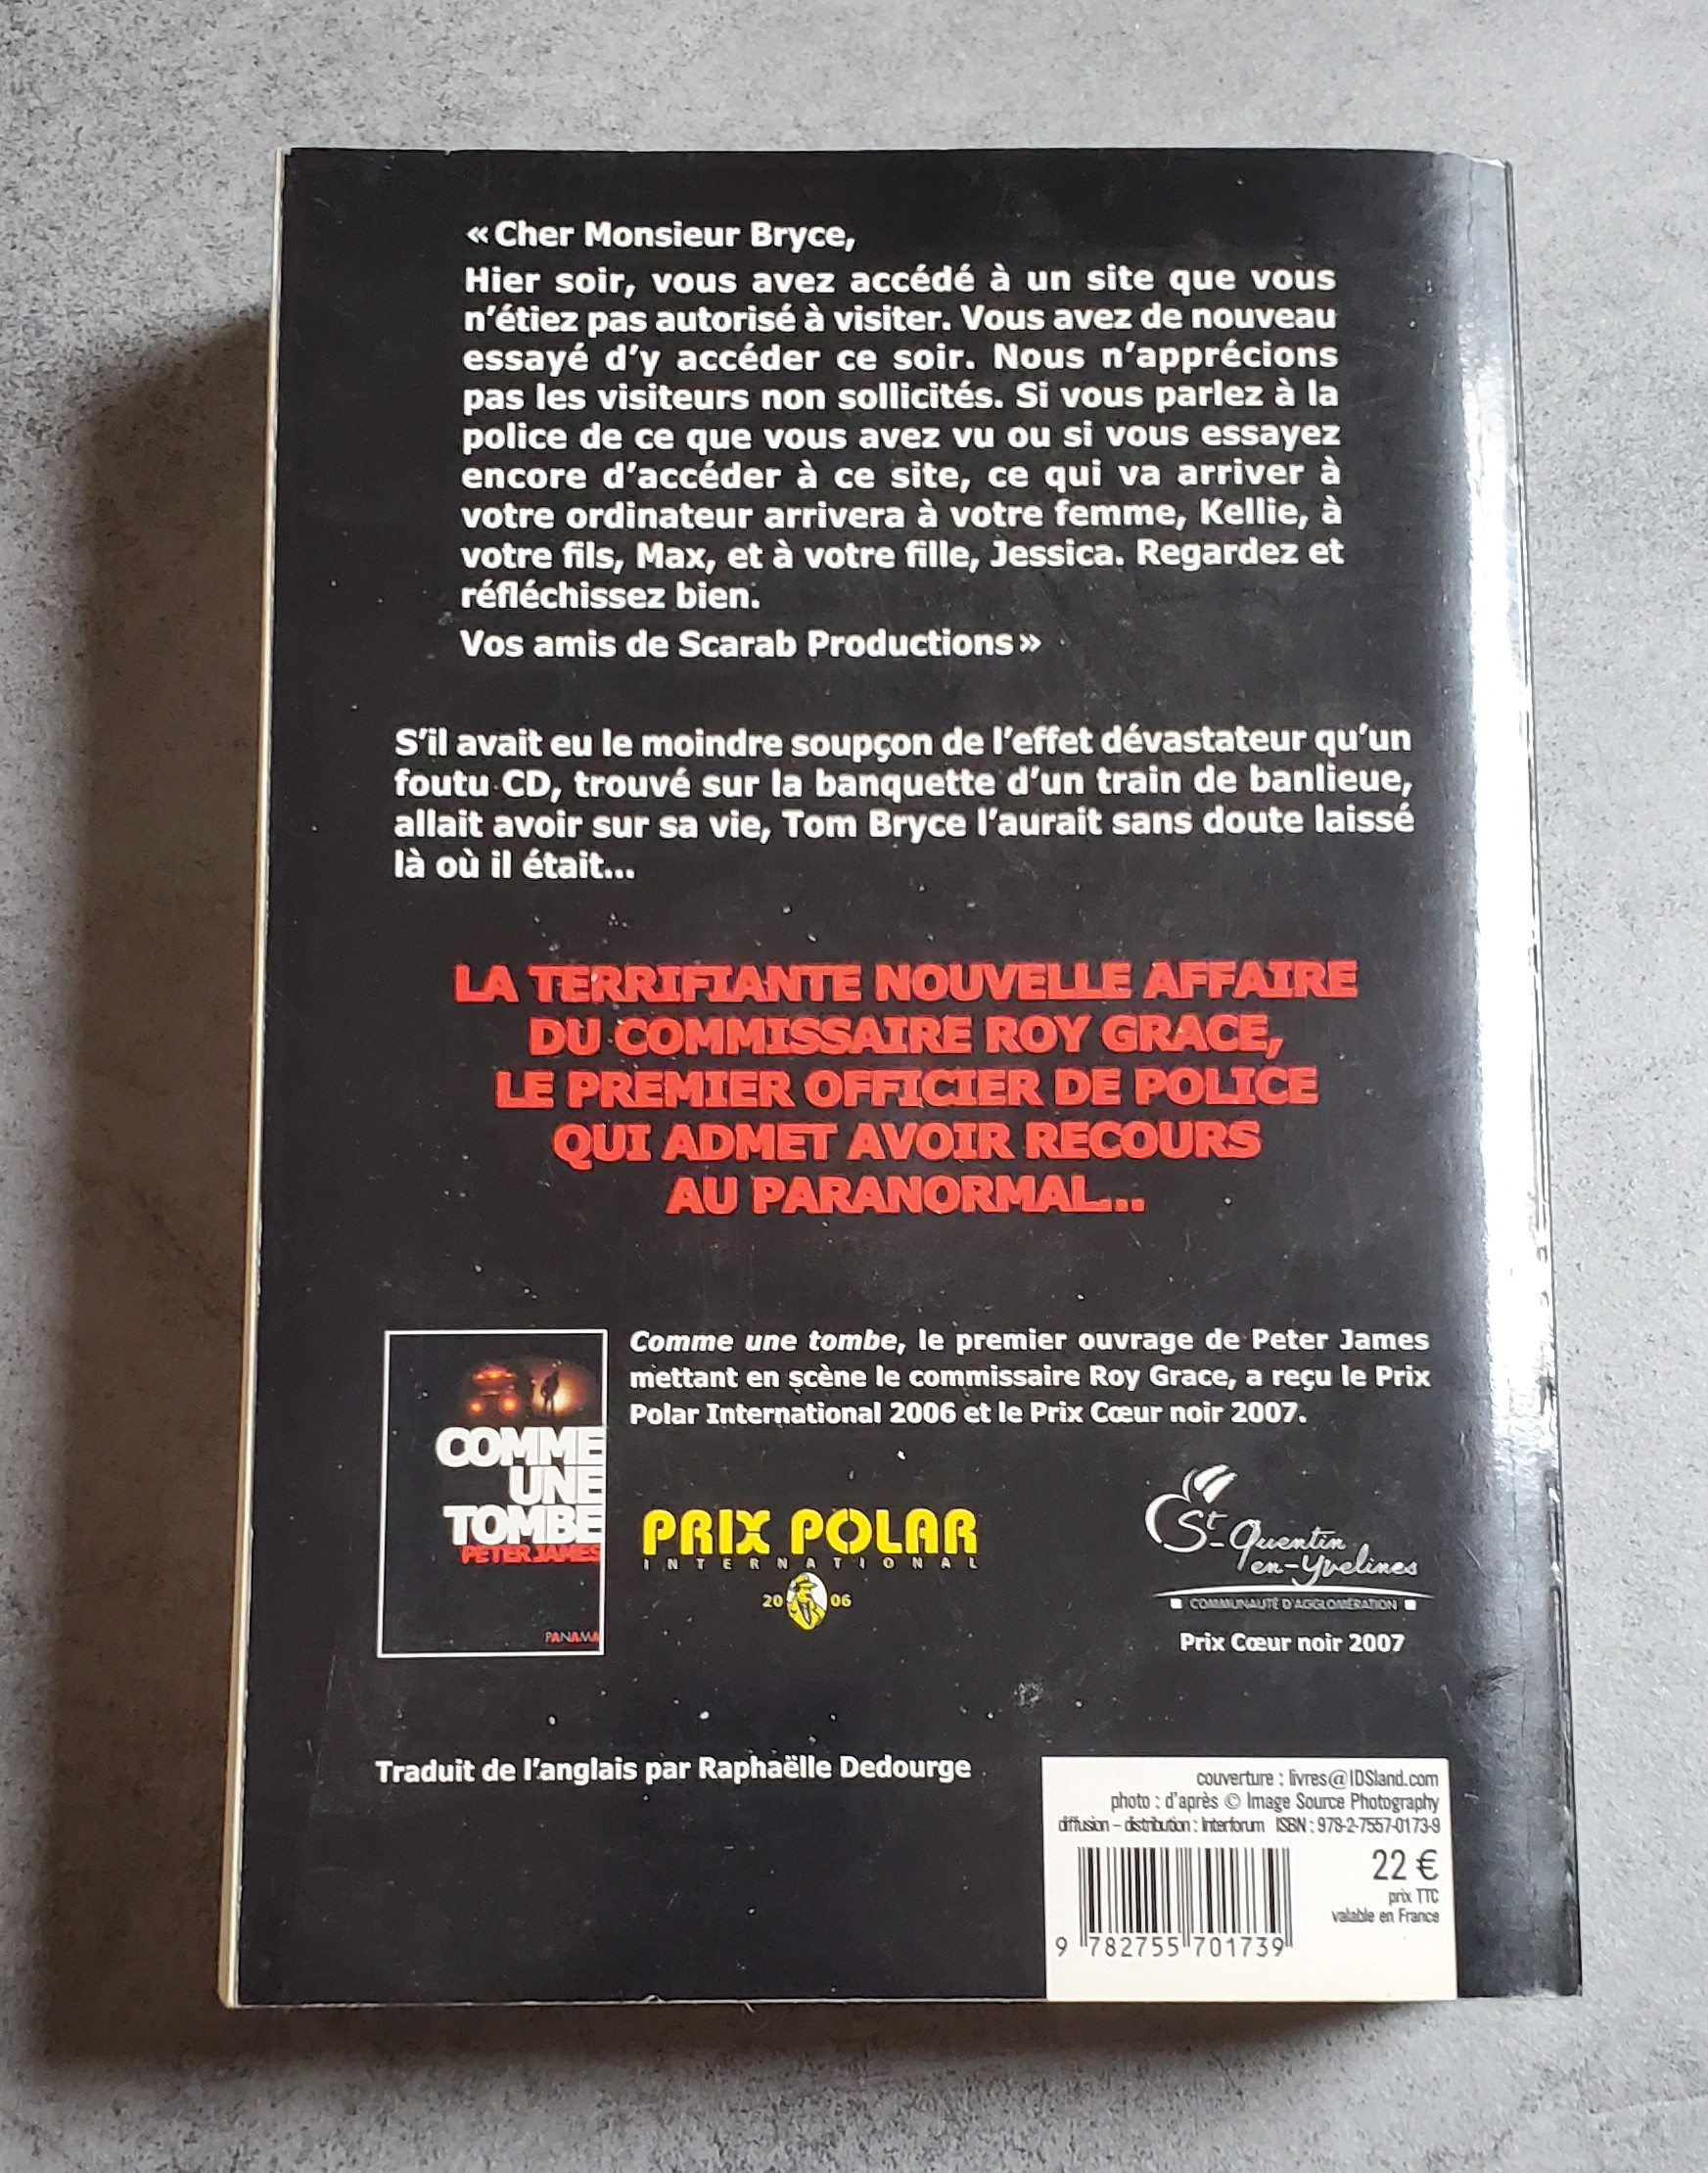 « Cher Monsieur Bryce,
Hier soir, vous avez accédé à un site que vous
n'étiez pas autorisé à visiter. Vous avez de nouveau
essayé d'y accéder ce soir. Nous n'apprécions
pas les visiteurs non sollicités. Si vous parlez à la
police de ce que vous avez vu ou si vous essayez
encore d'accéder à ce site, ce qui va arriver à
votre ordinateur arrivera à votre femme, Kellie, à
votre fils, Max, et à votre fille, Jessica. Regardez et
réfléchissez bien.
Vos amis de Scarab Productions »
S'il avait eu le moindre soupçon de l'effet dévastateur qu'un
foutu CD, trouvé sur la banquette d'un train de banlieue,
allait avoir sur sa vie, Tom Bryce l'aurait sans doute laissé
là où il était...
LA TERRIFIANTE NOUVELLE AFFAIRE
DU COMMISSAIRE ROY GRACE,
LE PREMIER OFFICIER DE POLICE
QUI ADMET AVOIR RECOURS
AU PARANORMAL...
Comme une tombe, le premier ouvrage de Peter James
mettant en scène le commissaire Roy Grace, a reçu le Prix
Polar International 2006 et le Prix Cœur noir 2007.
COMME
UNE
TOMBE
PETER JAMES
PANAMA
PRIX POLAR
INTERNATIONAL
20 06
St-Quentin
en-Yvelines
COMMUNAUTÉ D'AGGLOMÉRATION
Prix Cœur noir 2007
Traduit de l'anglais par Raphaëlle Dedourge
couverture : livres@IDSland.com
photo : d'après © Image Source Photography
diffusion – distribution : Interforum ISBN : 978-2-7557-0173-9
22 €
prix TTC
valable en France
9 782755 701739